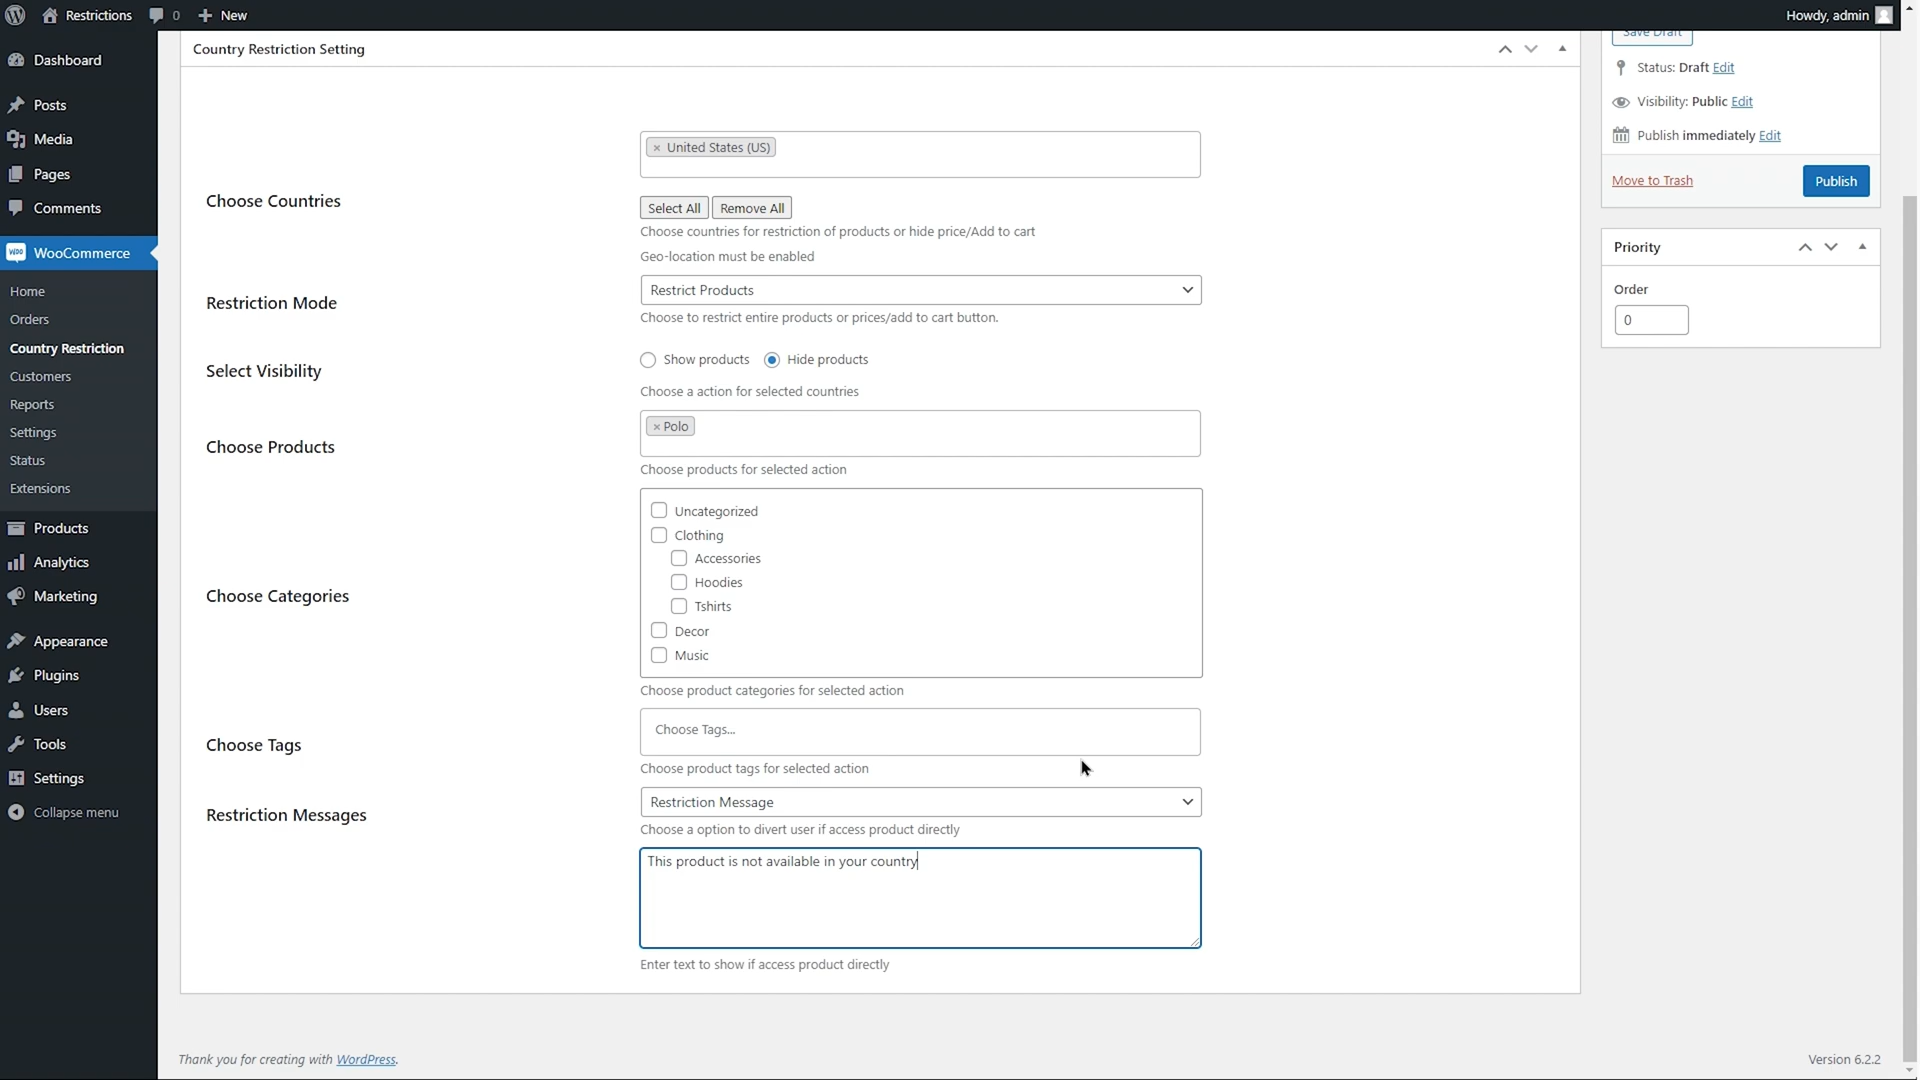 Restrictions
0
New
Howdy, admin
Dashboard
Posts
Media
Pages
Comments
WooCommerce
Home
Orders
Country Restriction
Customers
Reports
Settings
Status
Extensions
Products
Analytics
Marketing
Appearance
Plugins
Users
Tools
Settings
Collapse menu
Country Restriction Setting
Choose Countries
× United States (US)
Select All Remove All
Choose countries for restriction of products or hide price/Add to cart
Geo-location must be enabled
Restriction Mode
Restrict Products
Choose to restrict entire products or prices/add to cart button.
Select Visibility
Show products Hide products
Choose a action for selected countries
Choose Products
× Polo
Choose products for selected action
Choose Categories
Uncategorized
Clothing
Accessories
Hoodies
Tshirts
Decor
Music
Choose product categories for selected action
Choose Tags
Choose Tags...
Choose product tags for selected action
Restriction Messages
Restriction Message
Choose a option to divert user if access product directly
This product is not available in your country
Enter text to show if access product directly
Save Draft
Status: Draft Edit
Visibility: Public Edit
Publish immediately Edit
Move to Trash
Publish
Priority
Order
0
Thank you for creating with WordPress.
Version 6.2.2